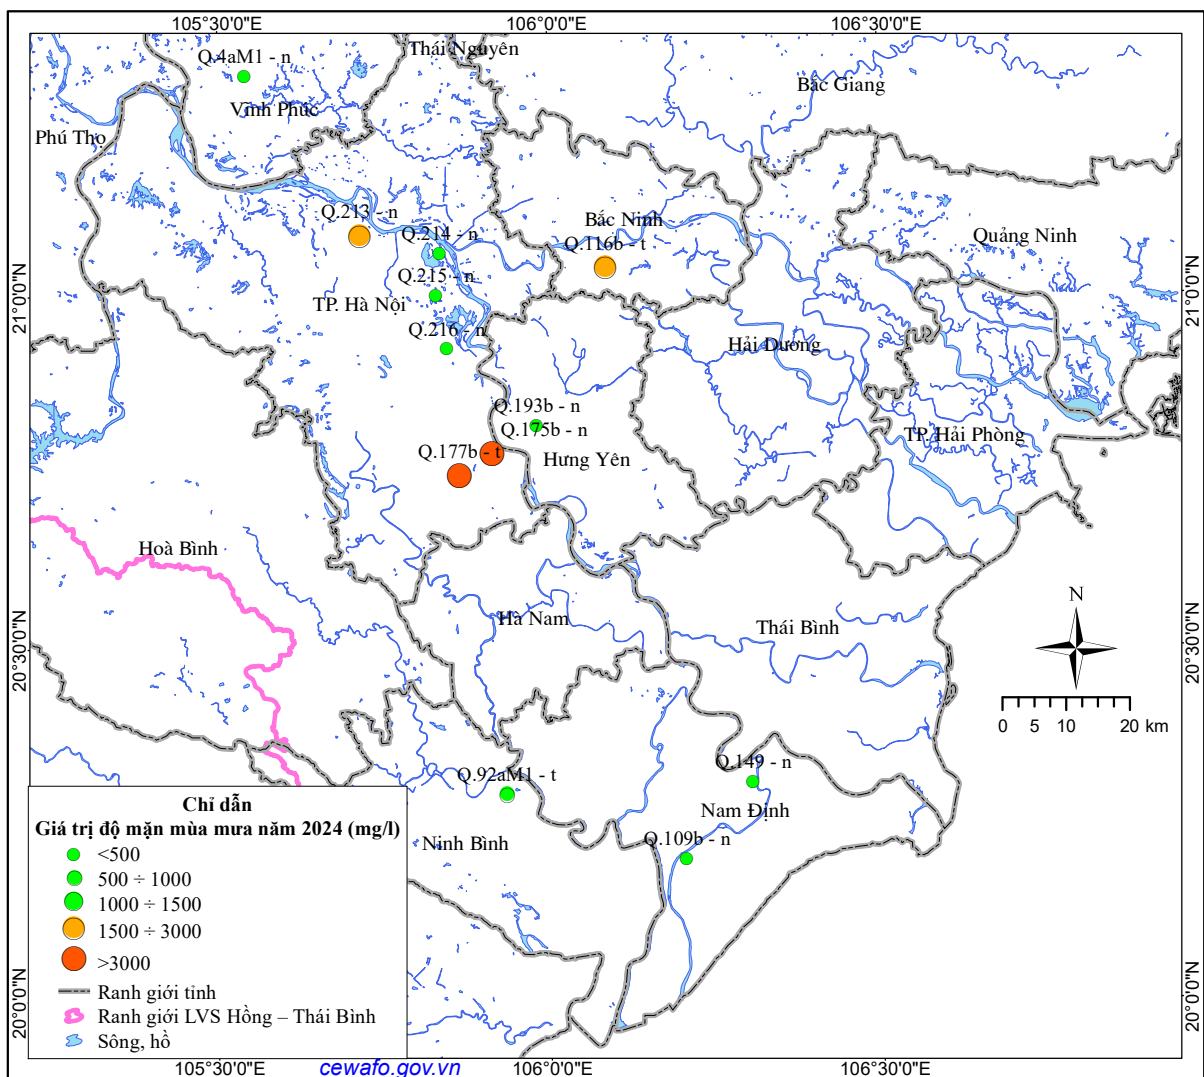 105°30'0"E
106°0'0"E
106°30'0"E
Thái Nguyên
Q.4aM1 - n
Vĩnh Phúc
Bắc Giang
Phú Thọ
Q.213 - n
Q.214 - n
Bắc Ninh
Q.116b - t
Quảng Ninh
21°0'0"N
21°0'0"N
Q.215 - n
TP. Hà Nội
Q.216 - n
Hải Dương
Q.193b - n
Q.175b - n
TP. Hải Phòng
Q.177b - t
Hưng Yên
Hoà Bình
Hà Nam
Thái Bình
N
20°30'0"N
20°30'0"N
0 5 10 20 km
Q.92aM1 - t
Q.149 - n
Nam Định
Ninh Bình
Q.109b - n
Chỉ dẫn
Giá trị độ mặn mùa mưa năm 2024 (mg/l)
<500
500 ÷ 1000
1000 ÷ 1500
1500 ÷ 3000
>3000
Ranh giới tỉnh
Ranh giới LVS Hồng – Thái Bình
Sông, hồ
20°0'0"N
20°0'0"N
105°30'0"E
106°0'0"E
106°30'0"E
cewafo.gov.vn